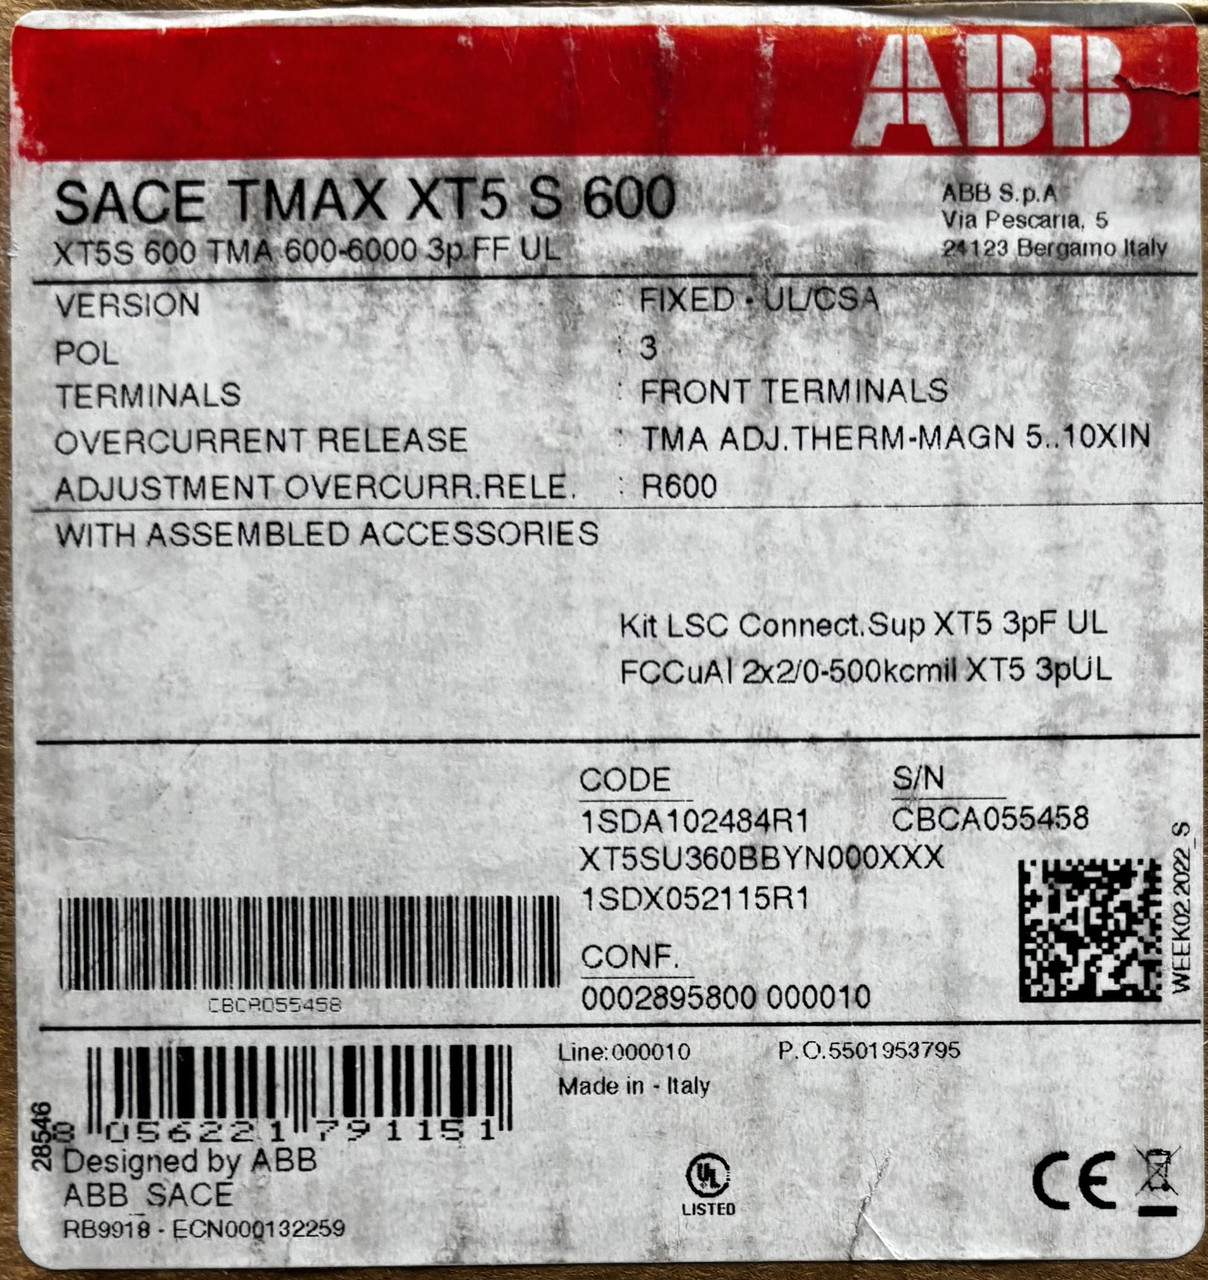 ABB
SACE TMAX XT5 S 600
XT5S 600 TMA 600-6000 3p FF UL
ABB S.p.A
Via Pescaria, 5
24123 Bergamo Italy
VERSION : FIXED - UL/CSA
POL : 3
TERMINALS : FRONT TERMINALS
OVERCURRENT RELEASE : TMA ADJ.THERM-MAGN 5..10XIN
ADJUSTMENT OVERCURR.RELE. : R600
WITH ASSEMBLED ACCESSORIES
Kit LSC Connect.Sup XT5 3pF UL
FCCuAl 2x2/0-500kcmil XT5 3pUL
CODE S/N
1SDA102484R1 CBCA055458
XT5SU360BBYN000XXX
1SDX052115R1
CONF.
0002895800 000010
WEEK02 2022_S
CBCA055458
Line:000010 P.O.5501953795
Made in - Italy
8 056221 791151
28546
Designed by ABB
ABB SACE
RB9918 - ECN000132259
UL
LISTED
CE